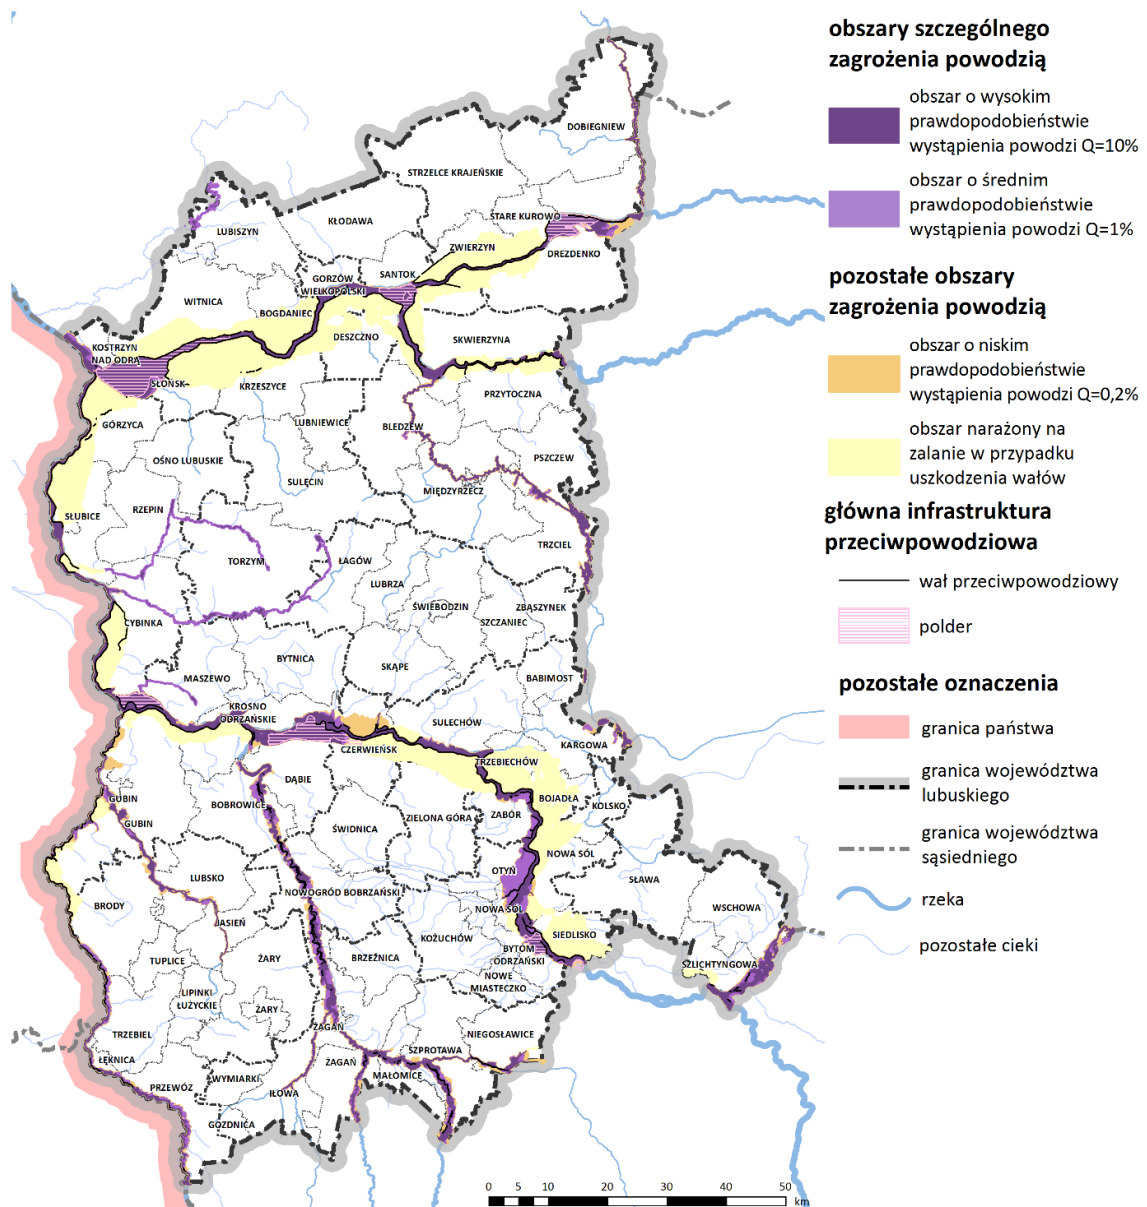 obszary szczególnego
zagrożenia powodzią
obszar o wysokim
prawdopodobieństwie
wystąpienia powodzi Q=10%
obszar o średnim
prawdopodobieństwie
wystąpienia powodzi Q=1%
pozostałe obszary
zagrożenia powodzią
obszar o niskim
prawdopodobieństwie
wystąpienia powodzi Q=0,2%
obszar narażony na
zalanie w przypadku
uszkodzenia wałów
główna infrastruktura
przeciwpowodziowa
wał przeciwpowodziowy
polder
pozostałe oznaczenia
granica państwa
granica województwa
lubuskiego
granica województwa
sąsiedniego
rzeka
pozostałe cieki
DOBIEGNIEW
STRZELCE KRAJEŃSKIE
STARE KUROWO
KŁODAWA
LUBISZYN
ZWIERZYN
DREZDENKO
SANTOK
GORZÓW
WIELKOPOLSKI
WITNICA
BOGDANIEC
DESZCZNO
SKWIERZYNA
KOSTRZYN
NAD ODRĄ
SŁOŃSK
KRZESZYCE
PRZYTOCZNA
LUBNIEWICE
BLEDZEW
GÓRZYCA
OŚNO LUBUSKIE
PSZCZEW
SULĘCIN
MIĘDZYRZECZ
RZEPIN
SŁUBICE
TRZCIEL
TORZYM
ŁAGÓW
LUBRZA
ŚWIEBODZIN
ZBĄSZYNEK
SZCZANIEC
CYBINKA
BYTNICA
SKĄPE
MASZEWO
BABIMOST
KROSNO
ODRZAŃSKIE
SULECHÓW
KARGOWA
CZERWIEŃSK
TRZEBIECHÓW
DĄBIE
GUBIN
BOBROWICE
BOJADŁA
KOLSKO
GUBIN
ZABÓR
ZIELONA GÓRA
ŚWIDNICA
NOWA SÓL
OTYŃ
LUBSKO
SŁAWA
NOWOGRÓD BOBRZAŃSKI
BRODY
NOWA SÓL
WSCHOWA
JASIEŃ
SIEDLISKO
KOŻUCHÓW
BYTOM
ODRZAŃSKI
TUPLICE
ŻARY
BRZEŹNICA
SZLICHTYNGOWA
NOWE
MIASTECZKO
LIPINKI
ŁUŻYCKIE
ŻARY
ŻAGAŃ
TRZEBIEL
NIEGOSŁAWICE
SZPROTAWA
ŁĘKNICA
ŻAGAŃ
MAŁOMICE
WYMIARKI
PRZEWÓZ
IŁOWA
GOZDNICA
0 5 10 20 30 40 50
km